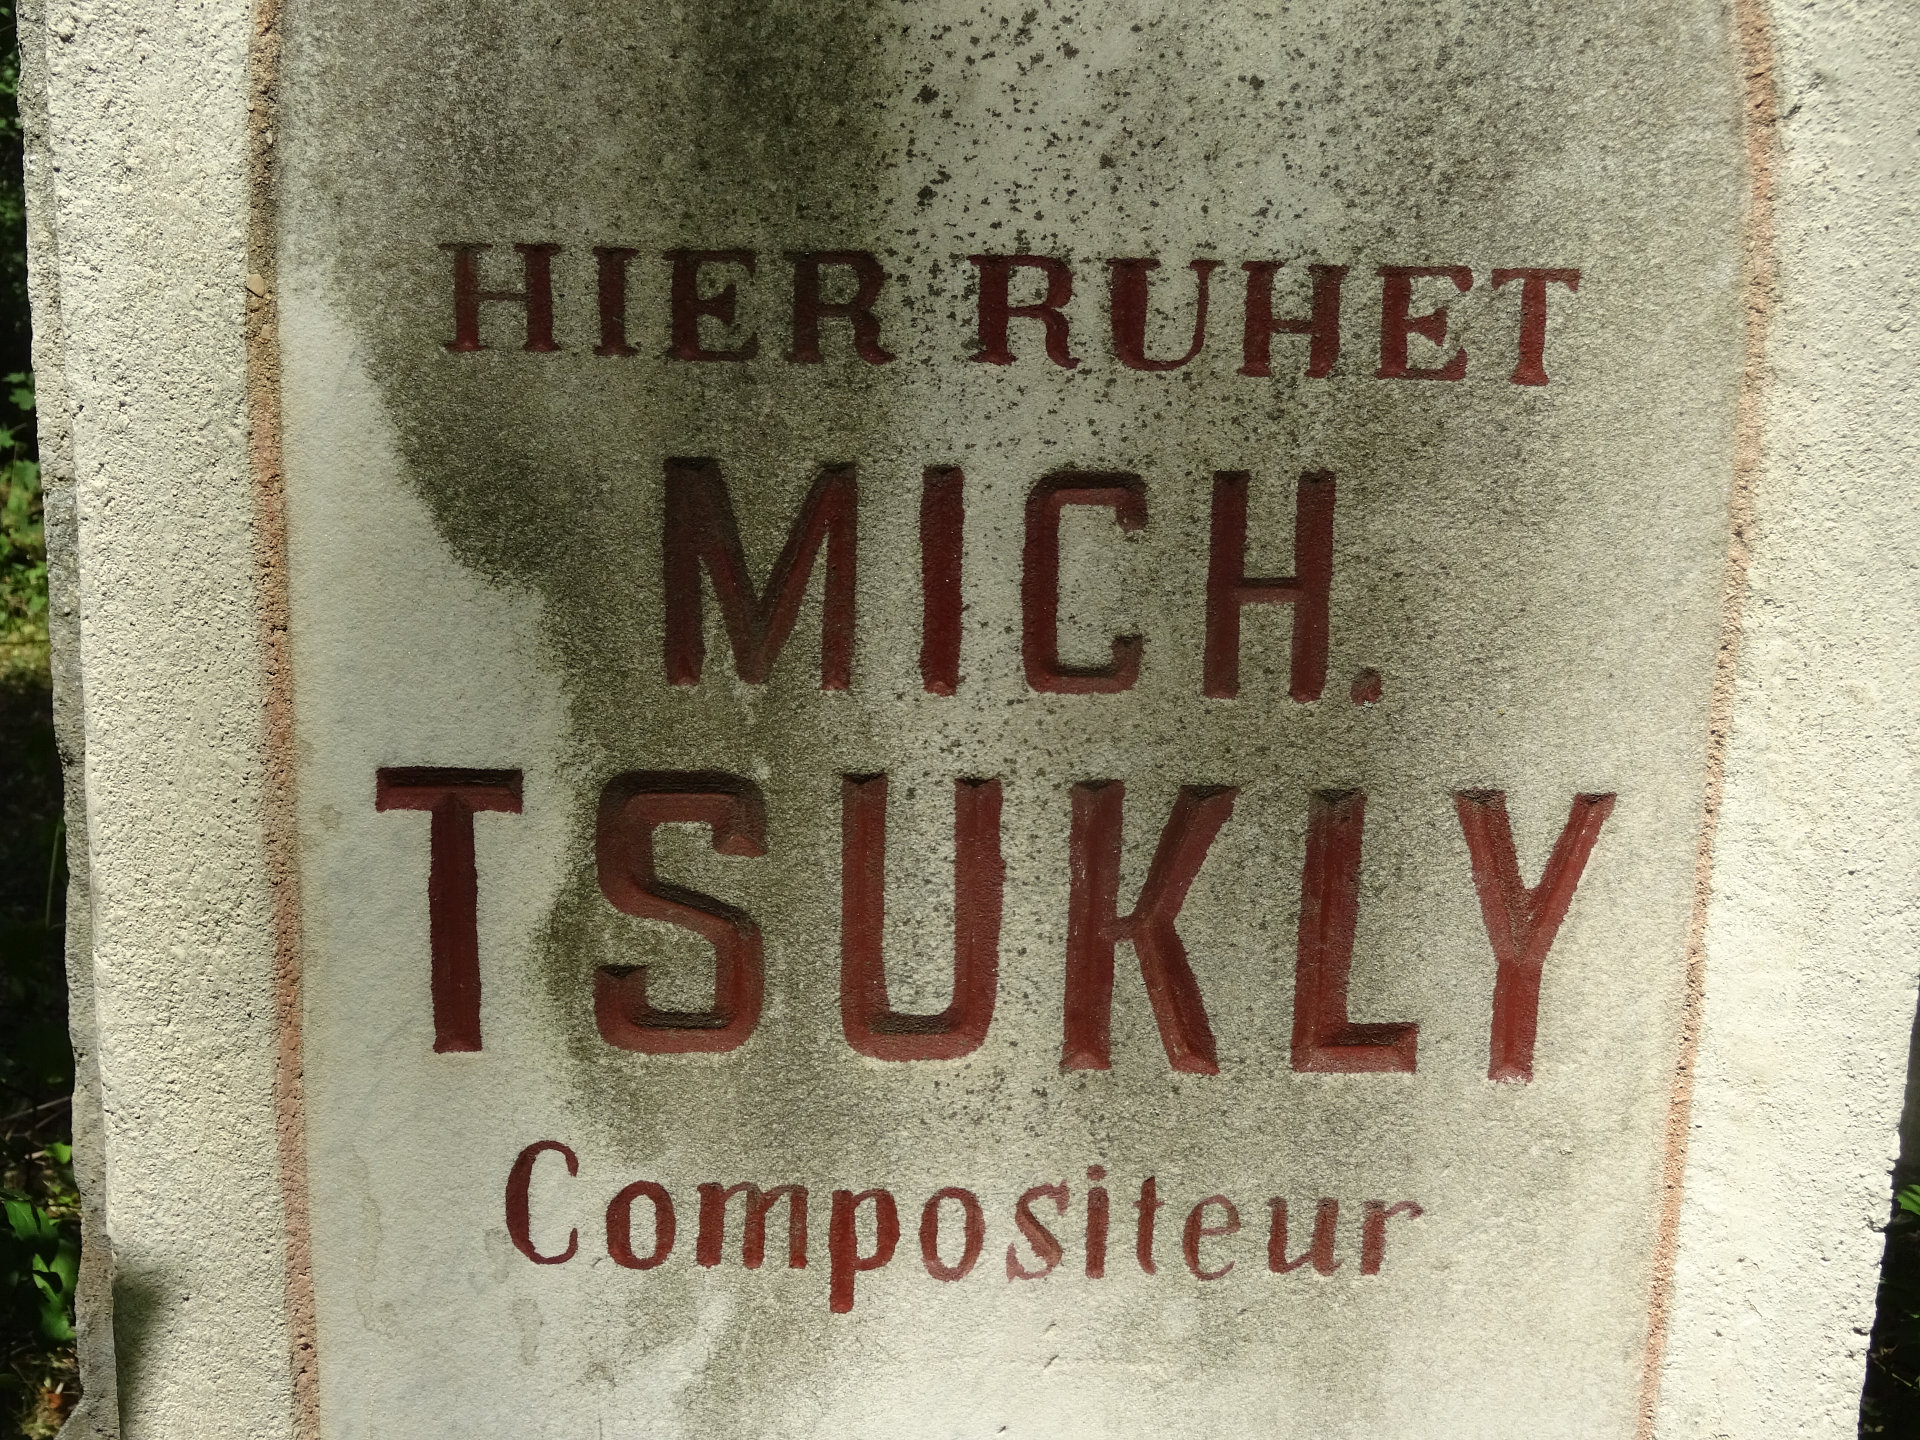 HIER RUHET
MICH.
TSUKLY
Compositeur